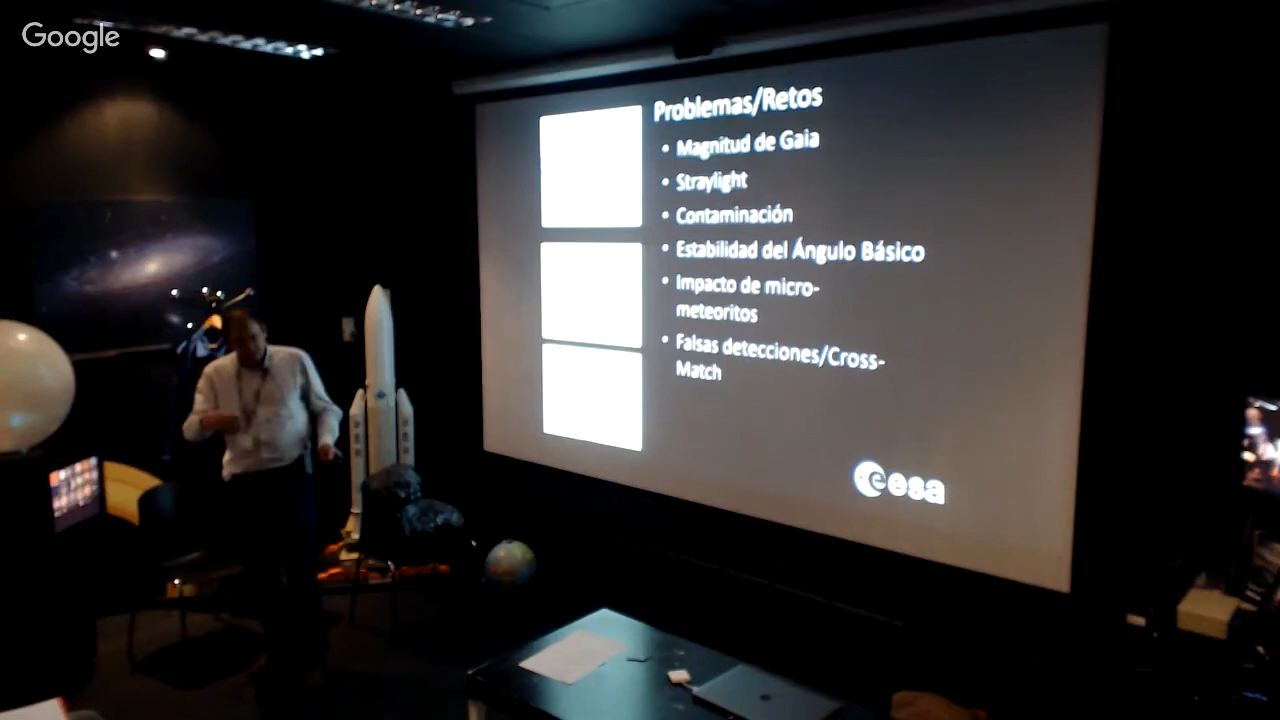 Google
Problemas/Retos
• Magnitud de Gaia
• Straylight
• Contaminación
• Estabilidad del Ángulo Básico
• Impacto de micro-
meteoritos
• Falsas detecciones/Cross-
Match
esa